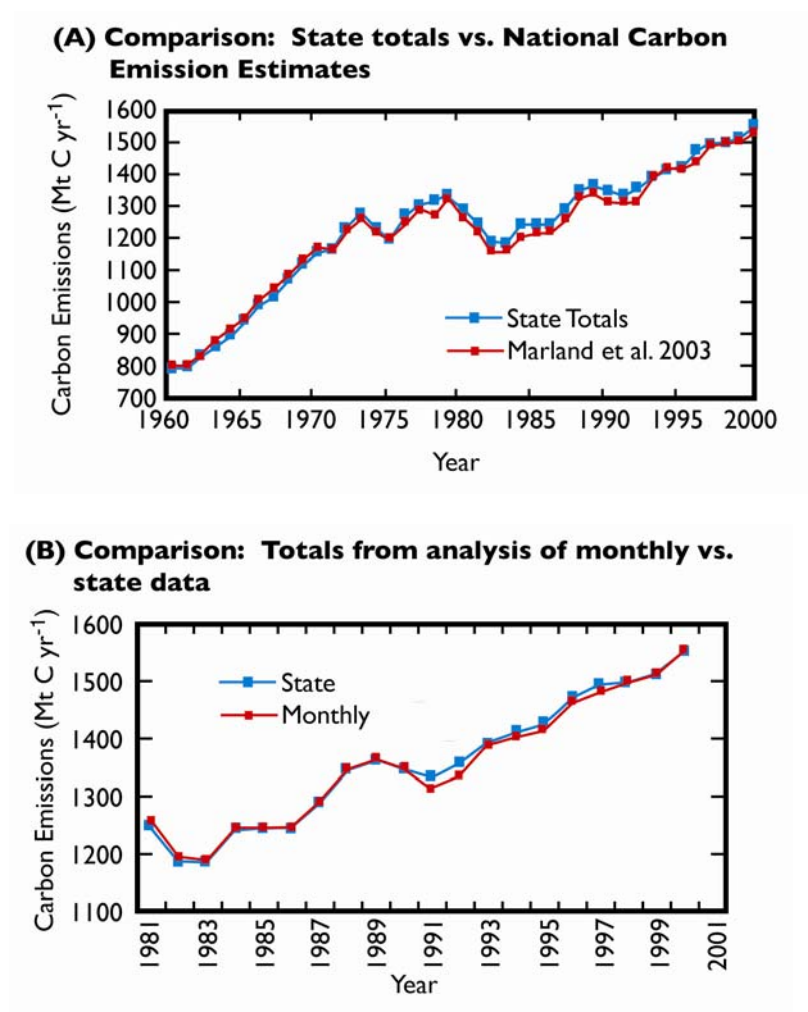 (A) Comparison: State totals vs. National Carbon
Emission Estimates
Carbon Emissions (Mt C yr-1)
1600
1500
1400
1300
1200
1100
1000
900
800
700
State Totals
Marland et al. 2003
1960 1965 1970 1975 1980 1985 1990 1995 2000
Year
(B) Comparison: Totals from analysis of monthly vs.
state data
Carbon Emissions (Mt C yr-1)
1600
1500
1400
1300
1200
1100
State
Monthly
1981 1983 1985 1987 1989 1991 1993 1995 1997 1999 2001
Year